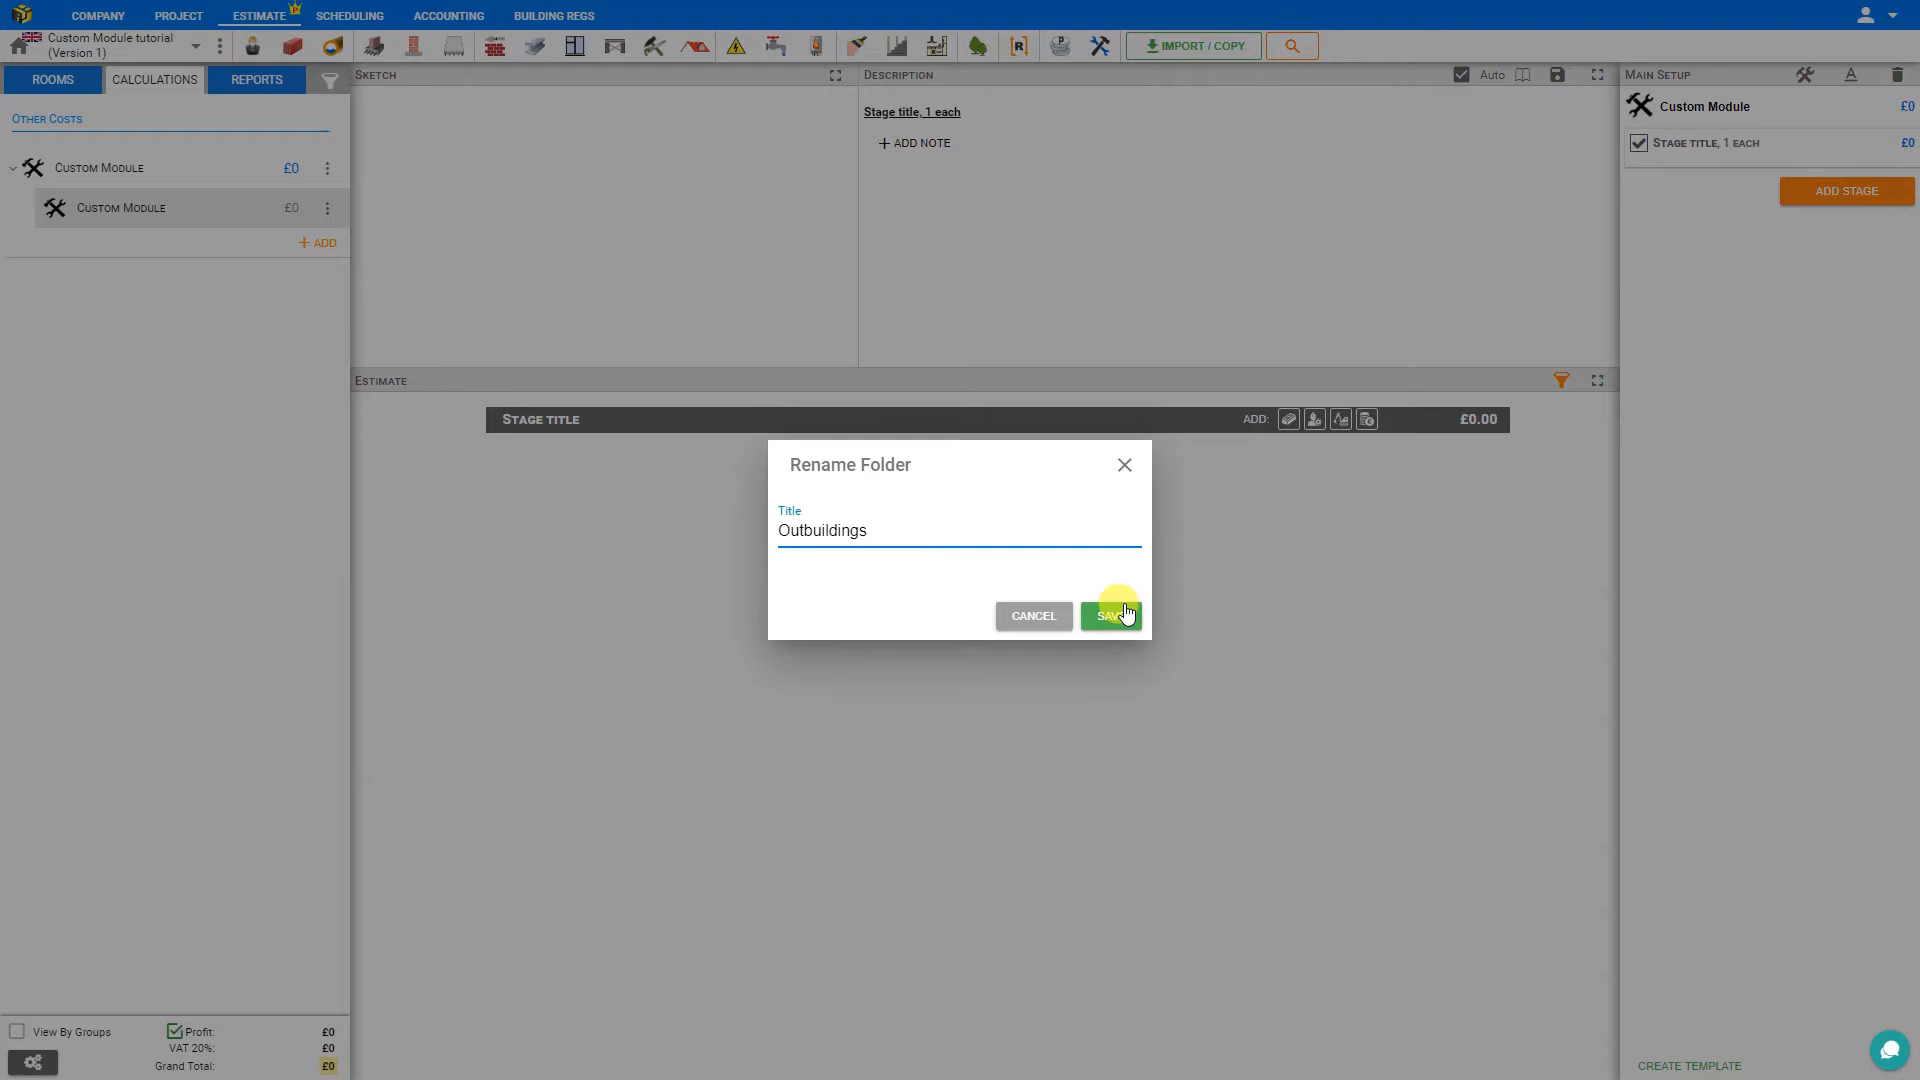 COMPANY PROJECT ESTIMATE SCHEDULING ACCOUNTING BUILDING REGS
Custom Module tutorial
(Version 1)
IMPORT / COPY
ROOMS CALCULATIONS REPORTS
SKETCH
DESCRIPTION
Auto
MAIN SETUP
OTHER COSTS
CUSTOM MODULE £0
CUSTOM MODULE £0
+ ADD
Stage title, 1 each
+ ADD NOTE
Custom Module £0
STAGE TITLE, 1 EACH £0
ADD STAGE
ESTIMATE
STAGE TITLE ADD: £0.00
Rename Folder
Title
Outbuildings
CANCEL
View By Groups
Profit: £0
VAT 20%: £0
Grand Total: £0
CREATE TEMPLATE